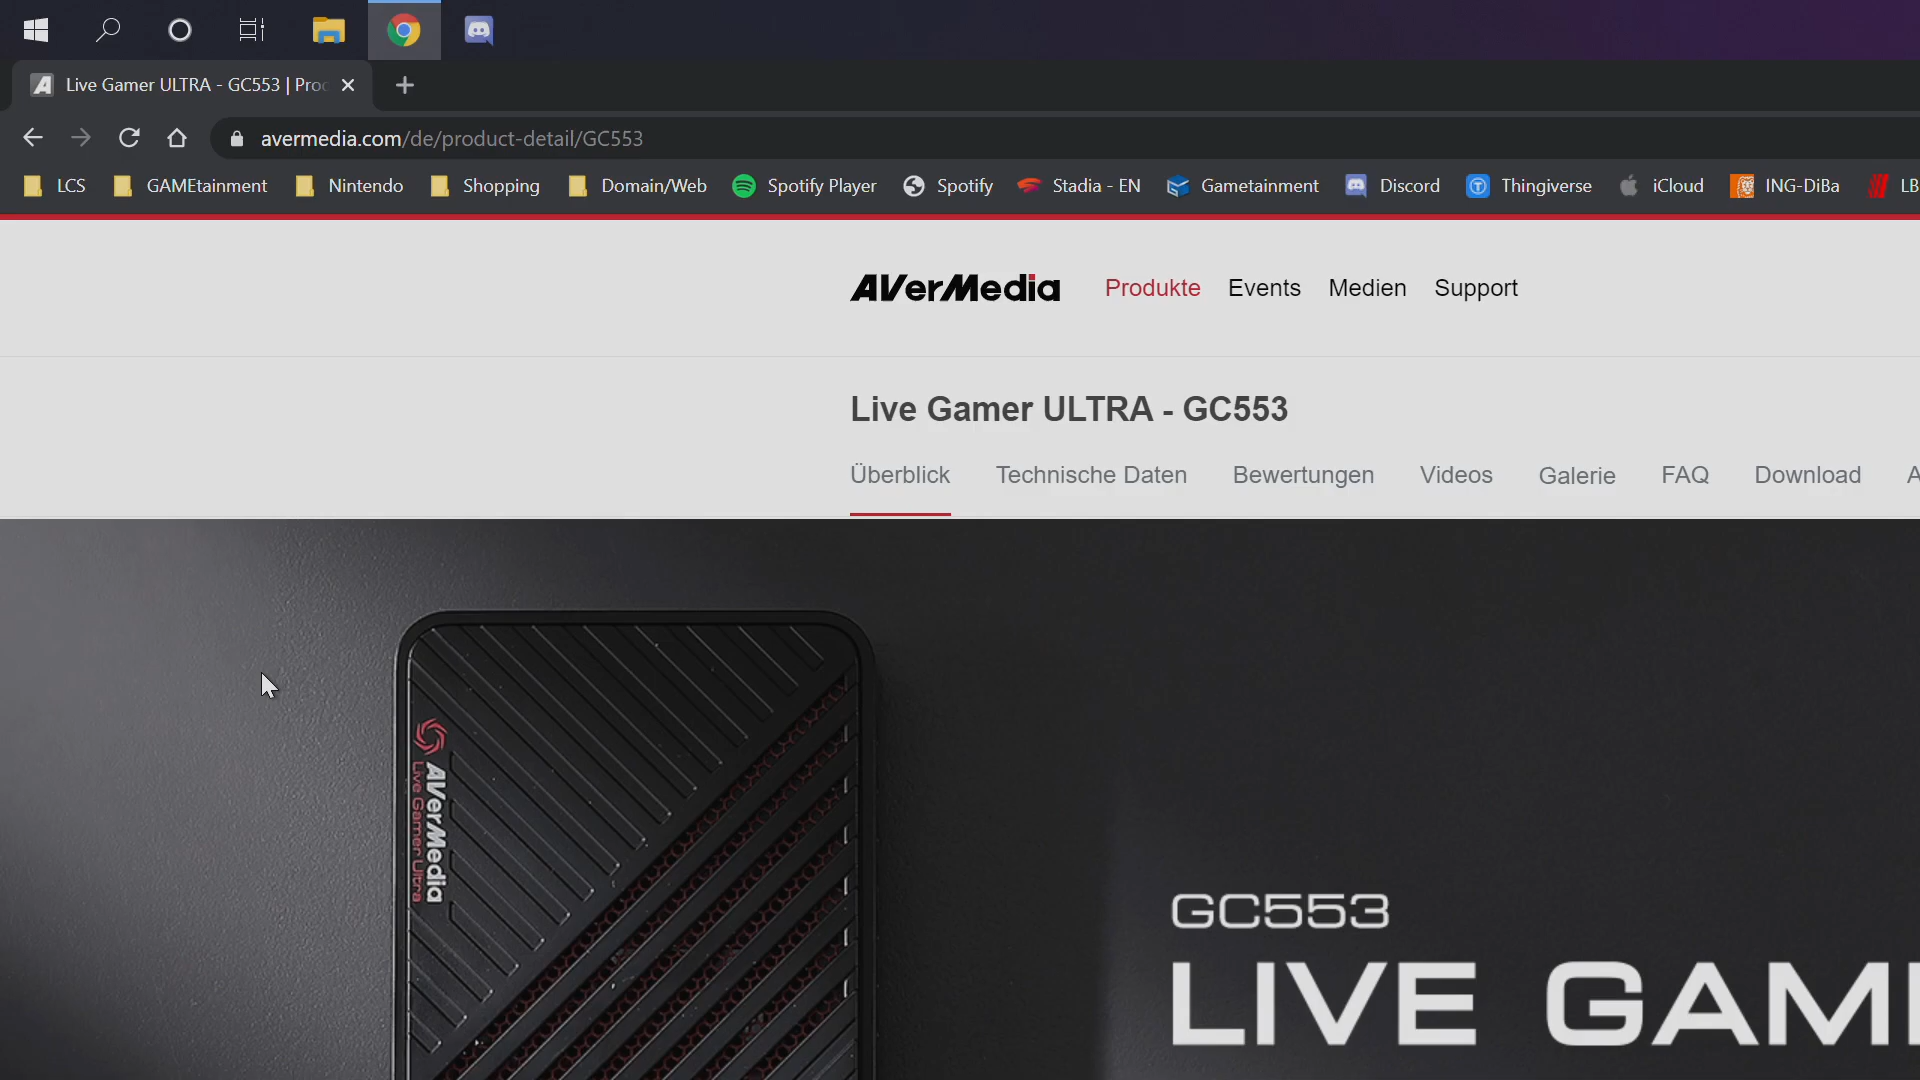 Live Gamer ULTRA - GC553 | Pro
avermedia.com/de/product-detail/GC553
LCS GAMEtainment Nintendo Shopping Domain/Web Spotify Player Spotify Stadia - EN Gametainment Discord Thingiverse iCloud ING-DiBa LB
AVerMedia Produkte Events Medien Support
Live Gamer ULTRA - GC553
Überblick Technische Daten Bewertungen Videos Galerie FAQ Download A
AVerMedia
Live Gamer Ultra
GC553
LIVE GAM